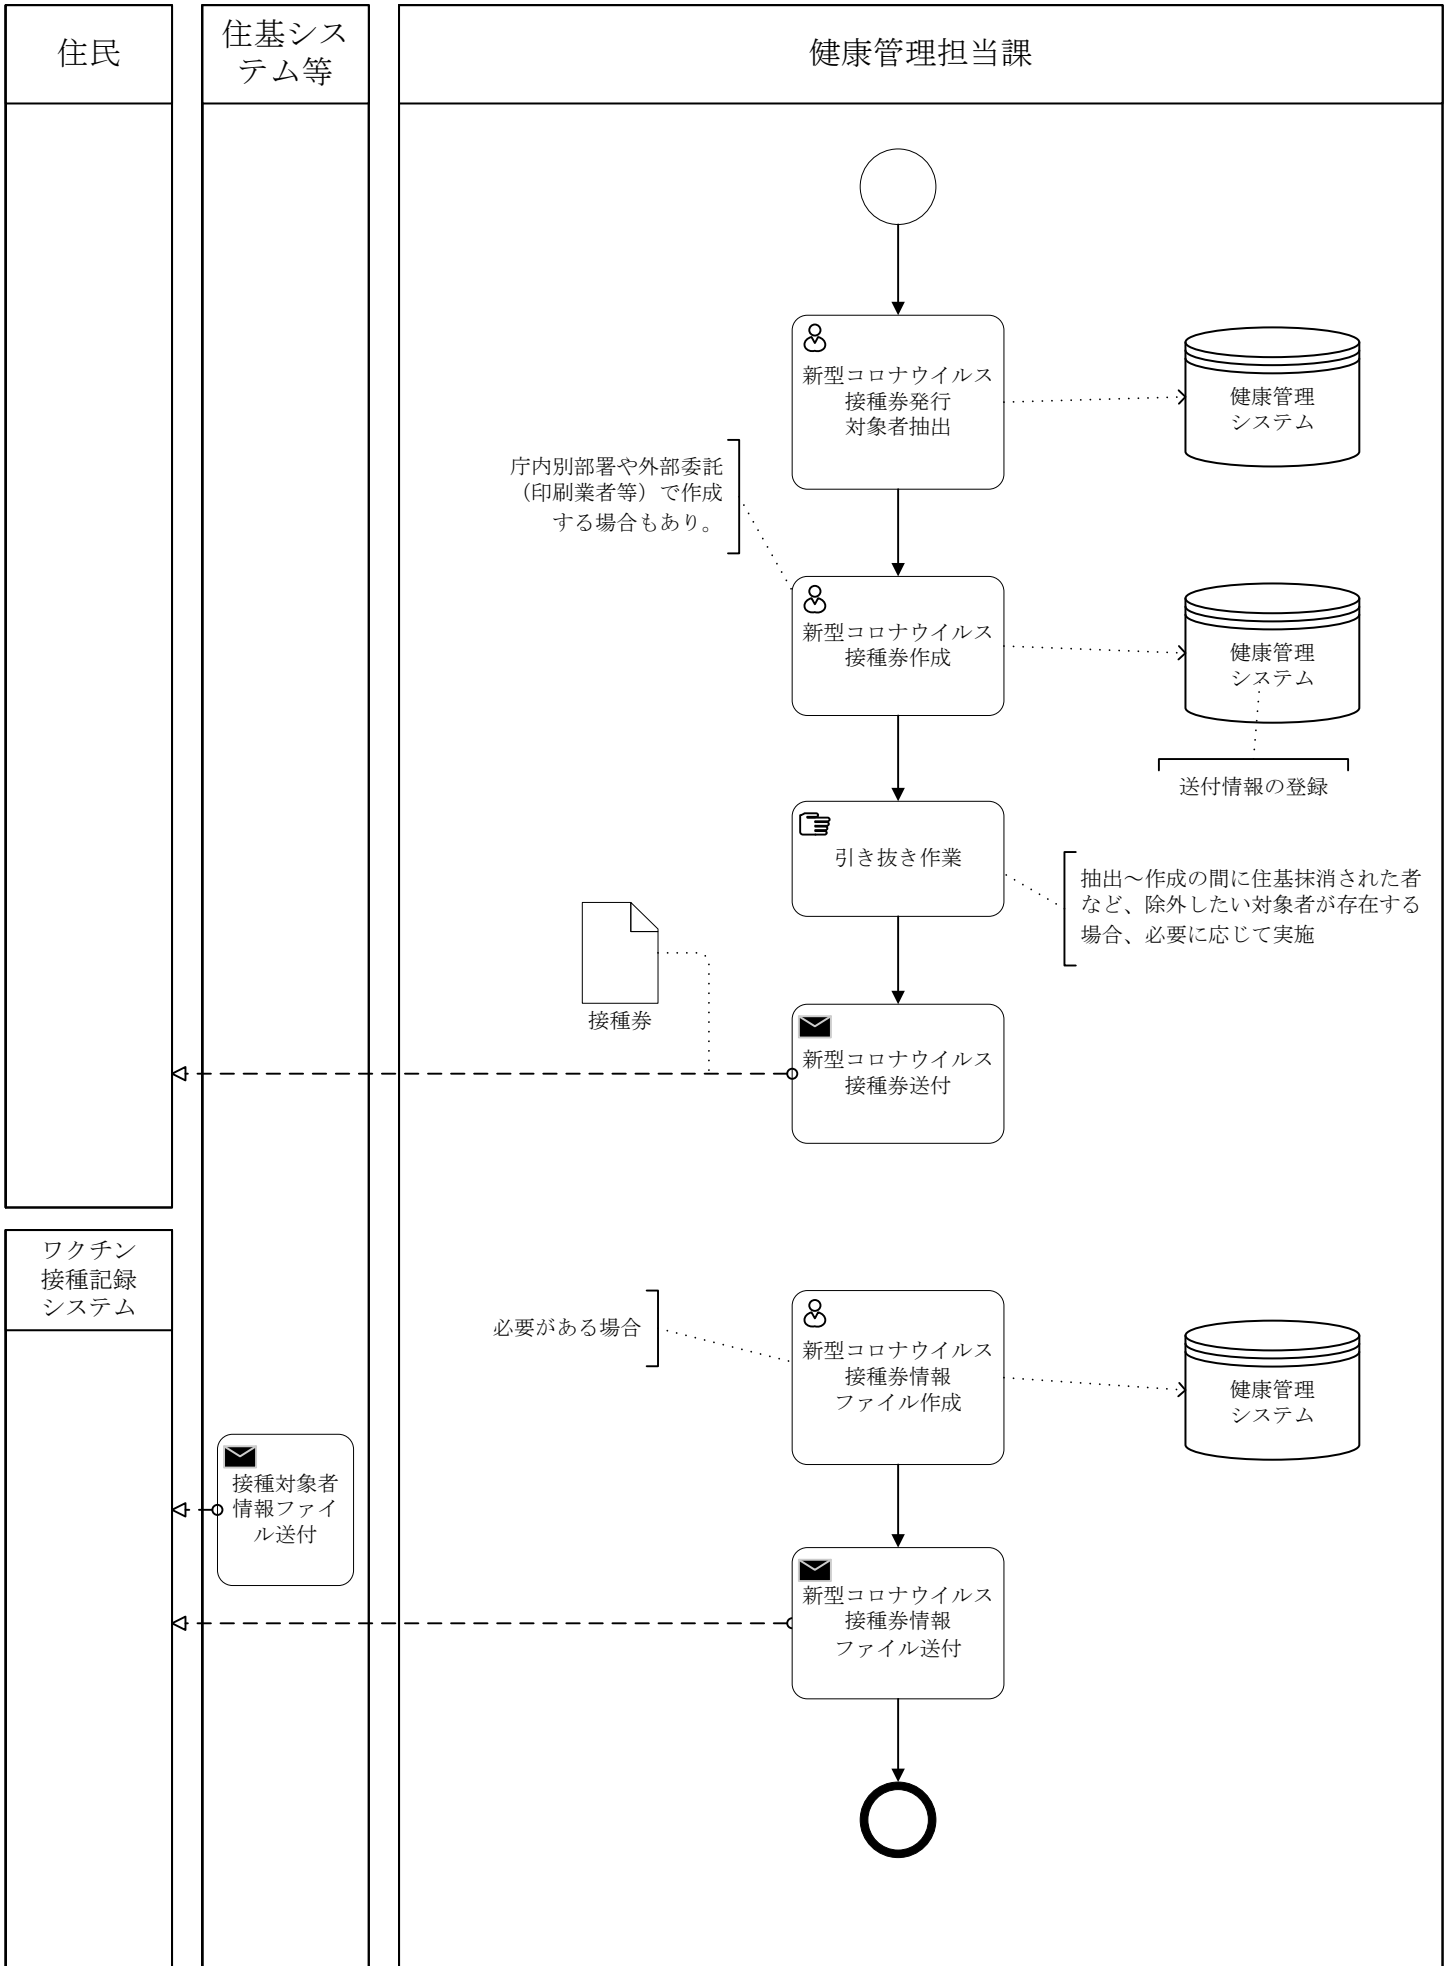 住民
住基シス
テム等
健康管理担当課
新型コロナウイルス
接種券発行
対象者抽出
健康管理
システム
庁内別部署や外部委託
（印刷業者等）で作成
する場合もあり。
新型コロナウイルス
接種券作成
健康管理
システム
送付情報の登録
引き抜き作業
抽出～作成の間に住基抹消された者
など、除外したい対象者が存在する
場合、必要に応じて実施
接種券
新型コロナウイルス
接種券送付
ワクチン
接種記録
システム
必要がある場合
新型コロナウイルス
接種券情報
ファイル作成
健康管理
システム
接種対象者
情報ファイ
ル送付
新型コロナウイルス
接種券情報
ファイル送付